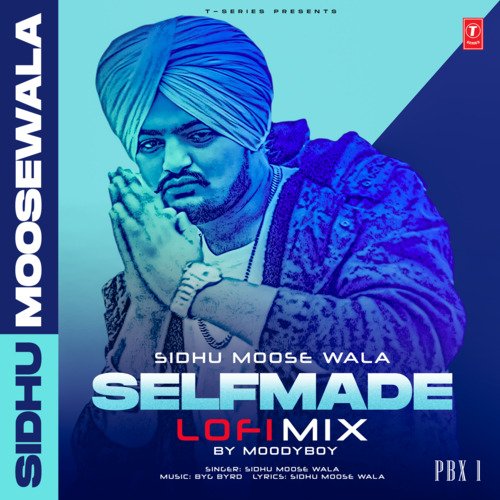 T-SERIES PRESENTS
T
SERIES
SIDHU MOOSEWALA
SIDHU MOOSE WALA
SELFMADE
LOFI MIX
BY MOODYBOY
SINGER: SIDHU MOOSE WALA
MUSIC: BYG BYRD LYRICS: SIDHU MOOSE WALA
PBX 1